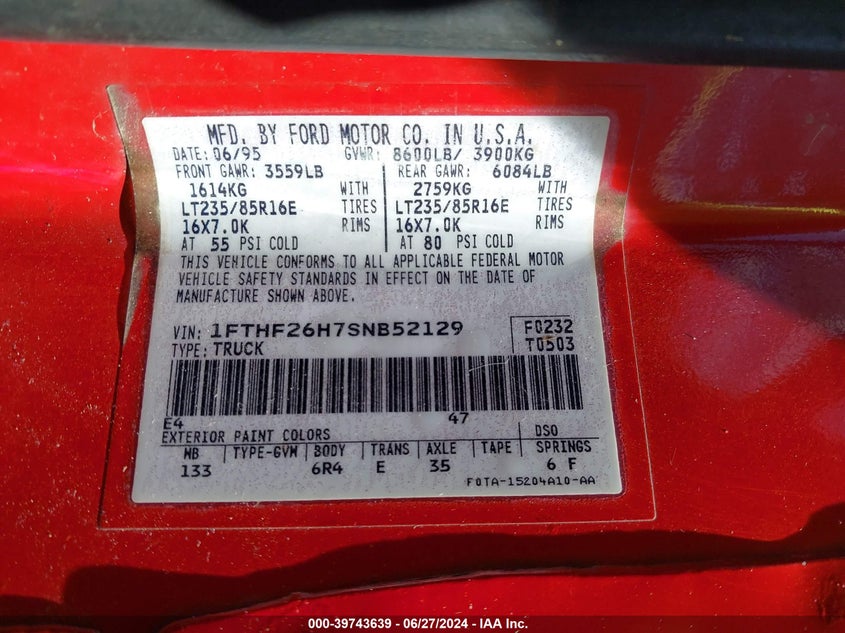 MFD. BY FORD MOTOR CO. IN U.S.A.
DATE: 06/95 GVWR: 8600LB/ 3900KG
FRONT GAWR: 3559LB REAR GAWR: 6084LB
1614KG WITH 2759KG WITH
LT235/85R16E TIRES LT235/85R16E TIRES
16X7.0K RIMS 16X7.0K RIMS
AT 55 PSI COLD AT 80 PSI COLD
THIS VEHICLE CONFORMS TO ALL APPLICABLE FEDERAL MOTOR
VEHICLE SAFETY STANDARDS IN EFFECT ON THE DATE OF
MANUFACTURE SHOWN ABOVE.
VIN: 1FTHF26H7SNB52129 F0232
TYPE: TRUCK T0503
E4 47
EXTERIOR PAINT COLORS DSO
WB TYPE-GVW BODY TRANS AXLE TAPE SPRINGS
133 6R4 E 35 6 F
F0TA-15204A10-AA
000-39743639 - 06/27/2024 - IAA Inc.